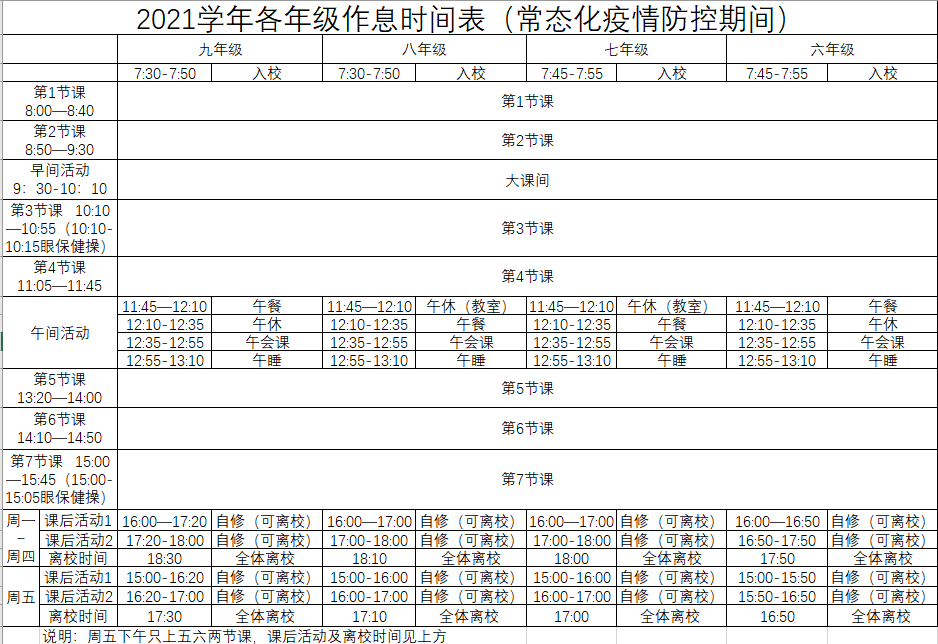 2021学年各年级作息时间表（常态化疫情防控期间）
九年级 八年级 七年级 六年级
7:30-7:50 入校 7:30-7:50 入校 7:45-7:55 入校 7:45-7:55 入校
第1节课
8:00—8:40
第1节课
第2节课
8:50—9:30
第2节课
早间活动
9：30-10：10
大课间
第3节课 10:10
—10:55（10:10-
10:15眼保健操）
第3节课
第4节课
11:05—11:45
第4节课
午间活动
11:45—12:10 午餐 11:45—12:10 午休（教室） 11:45—12:10 午休（教室） 11:45—12:10 午餐
12:10-12:35 午休 12:10-12:35 午餐 12:10-12:35 午餐 12:10-12:35 午休
12:35-12:55 午会课 12:35-12:55 午会课 12:35-12:55 午会课 12:35-12:55 午会课
12:55-13:10 午睡 12:55-13:10 午睡 12:55-13:10 午睡 12:55-13:10 午睡
第5节课
13:20—14:00
第5节课
第6节课
14:10—14:50
第6节课
第7节课 15:00
—15:45（15:00-
15:05眼保健操）
第7节课
周一
–
周四
课后活动1 16:00—17:20 自修（可离校） 16:00—17:00 自修（可离校） 16:00—17:00 自修（可离校） 16:00—16:50 自修（可离校）
课后活动2 17:20-18:00 自修（可离校） 17:00-18:00 自修（可离校） 17:00-18:00 自修（可离校） 16:50-17:50 自修（可离校）
离校时间 18:30 全体离校 18:10 全体离校 18:00 全体离校 17:50 全体离校
周五
课后活动1 15:00-16:20 自修（可离校） 15:00-16:00 自修（可离校） 15:00-16:00 自修（可离校） 15:00-15:50 自修（可离校）
课后活动2 16:20-17:00 自修（可离校） 16:00-17:00 自修（可离校） 16:00-17:00 自修（可离校） 15:50-16:50 自修（可离校）
离校时间 17:30 全体离校 17:10 全体离校 17:00 全体离校 16:50 全体离校
说明：周五下午只上五六两节课，课后活动及离校时间见上方